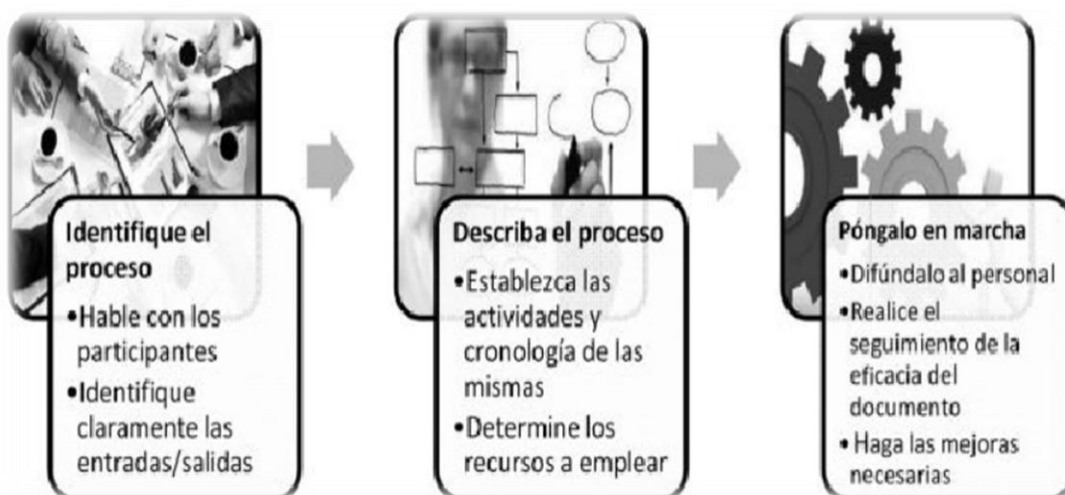 Identifique el
proceso
•Hable con los
participantes
•Identifique
claramente las
entradas/salidas
Describa el proceso
•Establezca las
actividades y
cronología de las
mismas
•Determine los
recursos a emplear
Póngalo en marcha
•Difúndalo al personal
•Realice el
seguimiento de la
eficacia del
documento
•Haga las mejoras
necesarias